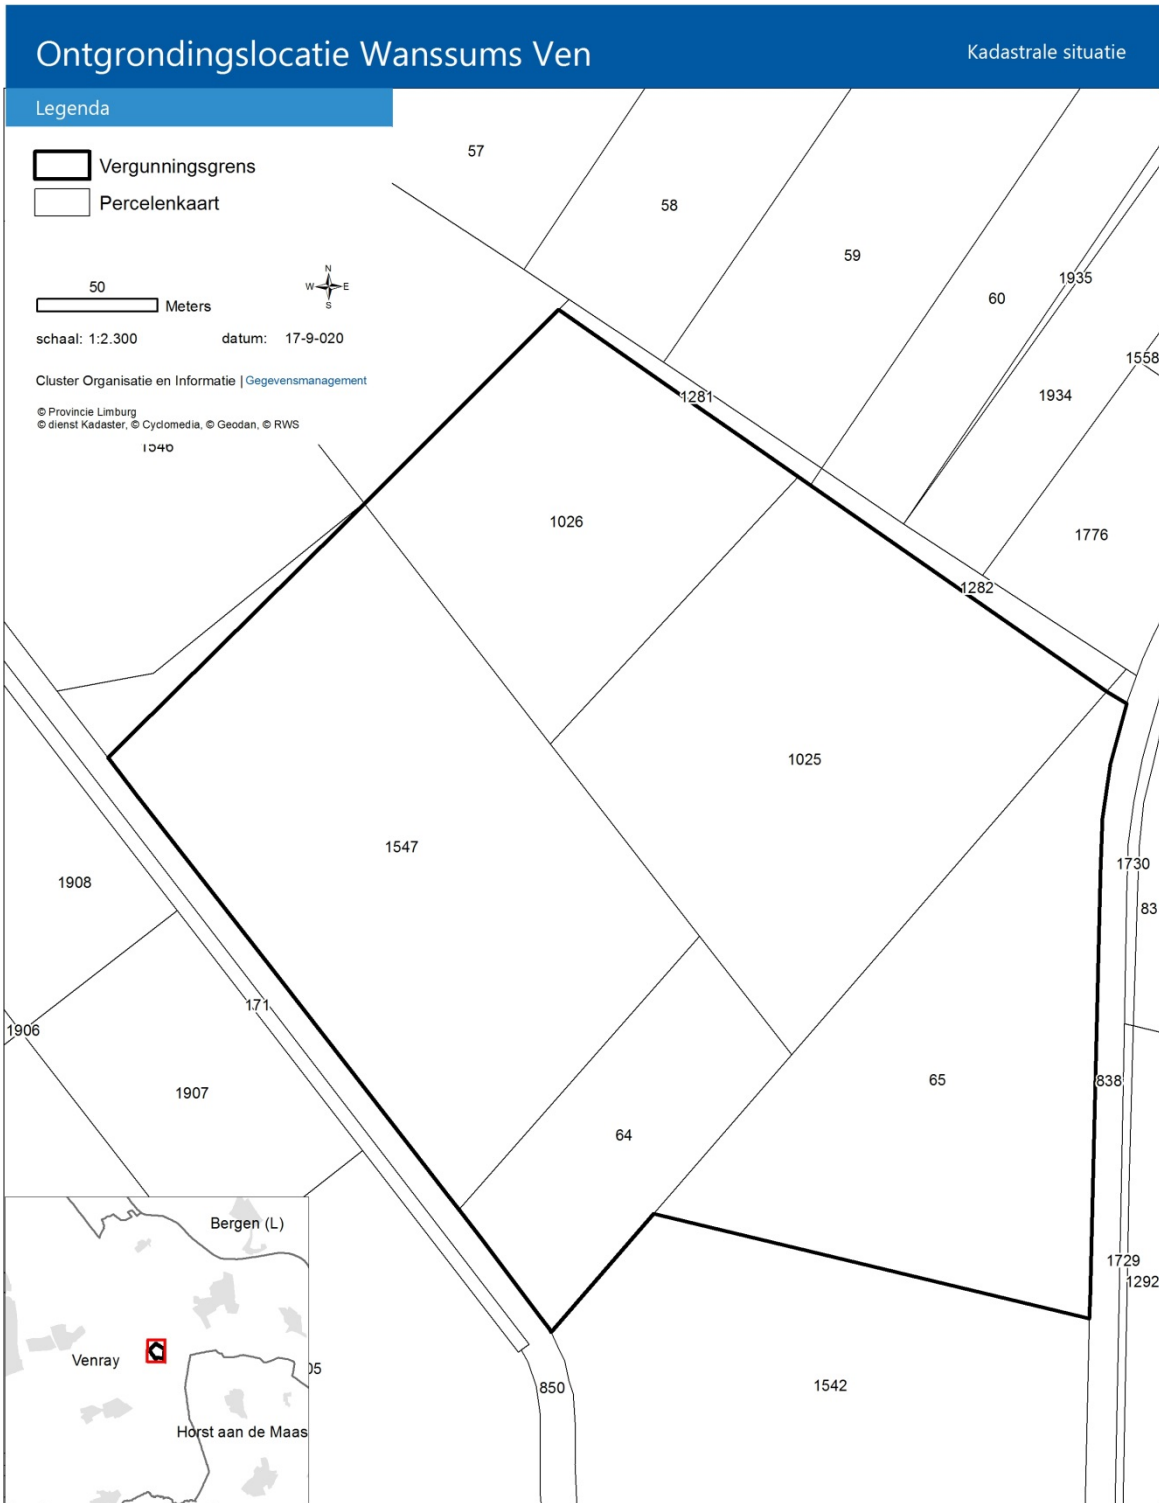 Ontgrondingslocatie Wanssums Ven
Kadastrale situatie
Legenda
Vergunningsgrens
Percelenkaart
50
Meters
N
W E
S
schaal: 1:2.300 datum: 17-9-020
Cluster Organisatie en Informatie | Gegevensmanagement
© Provincie Limburg
© dienst Kadaster, © Cyclomedia, © Geodan, © RWS
1546
57
58
59
60
1935
1558
1934
1281
1026
1776
1282
1025
1547
1730
1908
83
171
1906
65
838
1907
64
Bergen (L)
1729
1292
Venray
05
850
1542
Horst aan de Maas